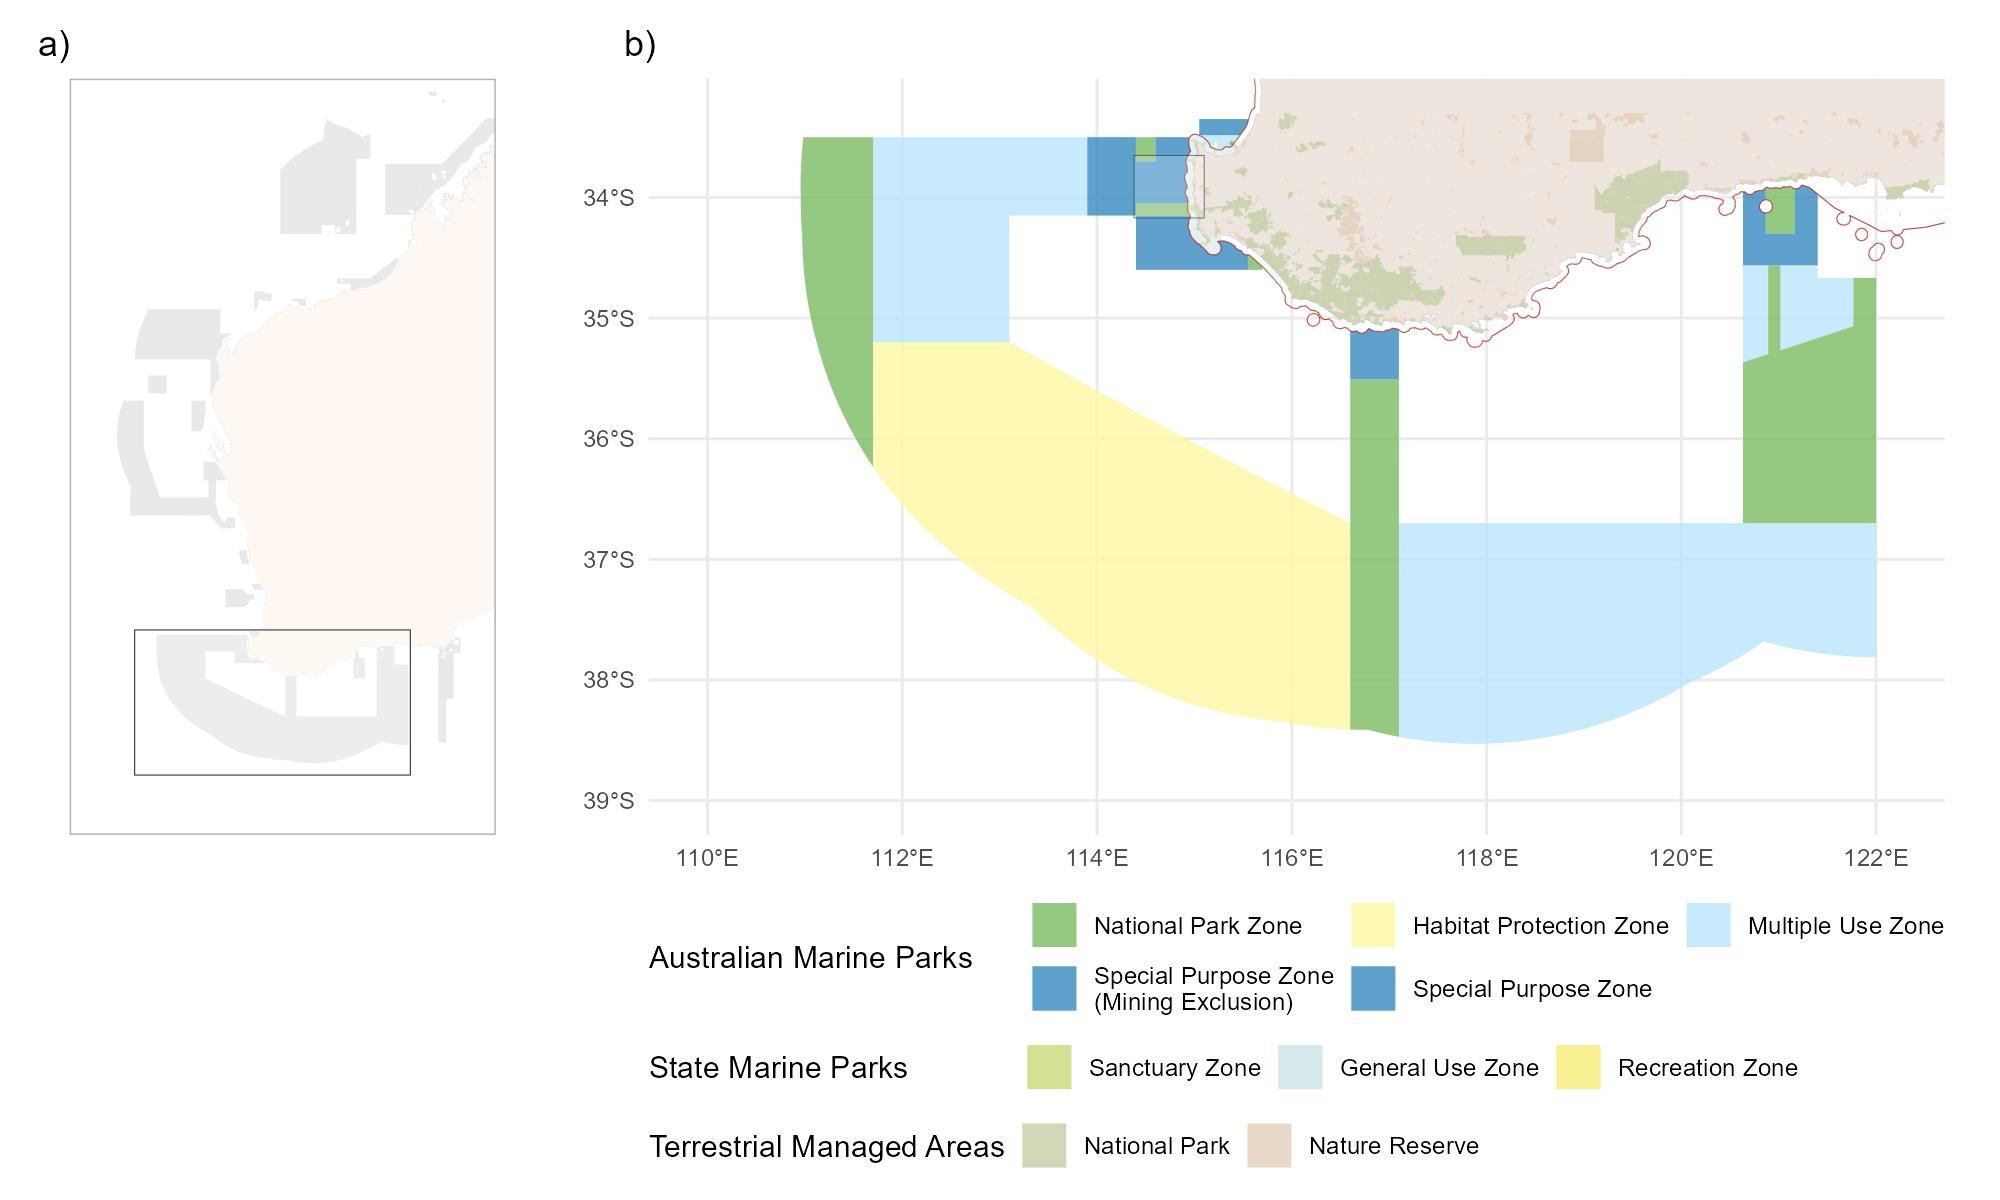 a)
b)
34°S
35°S
36°S
37°S
38°S
39°S
110°E 112°E 114°E 116°E 118°E 120°E 122°E
Australian Marine Parks
National Park Zone
Habitat Protection Zone
Multiple Use Zone
Special Purpose Zone
(Mining Exclusion)
Special Purpose Zone
State Marine Parks
Sanctuary Zone
General Use Zone
Recreation Zone
Terrestrial Managed Areas
National Park
Nature Reserve